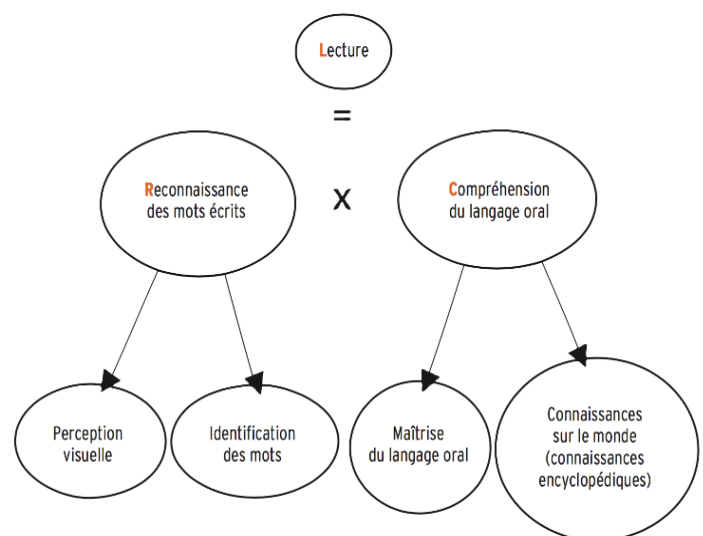 Lecture
=
Reconnaissance
des mots écrits
X
Compréhension
du langage oral
Perception
visuelle
Identification
des mots
Maîtrise
du langage oral
Connaissances
sur le monde
(connaissances
encyclopédiques)